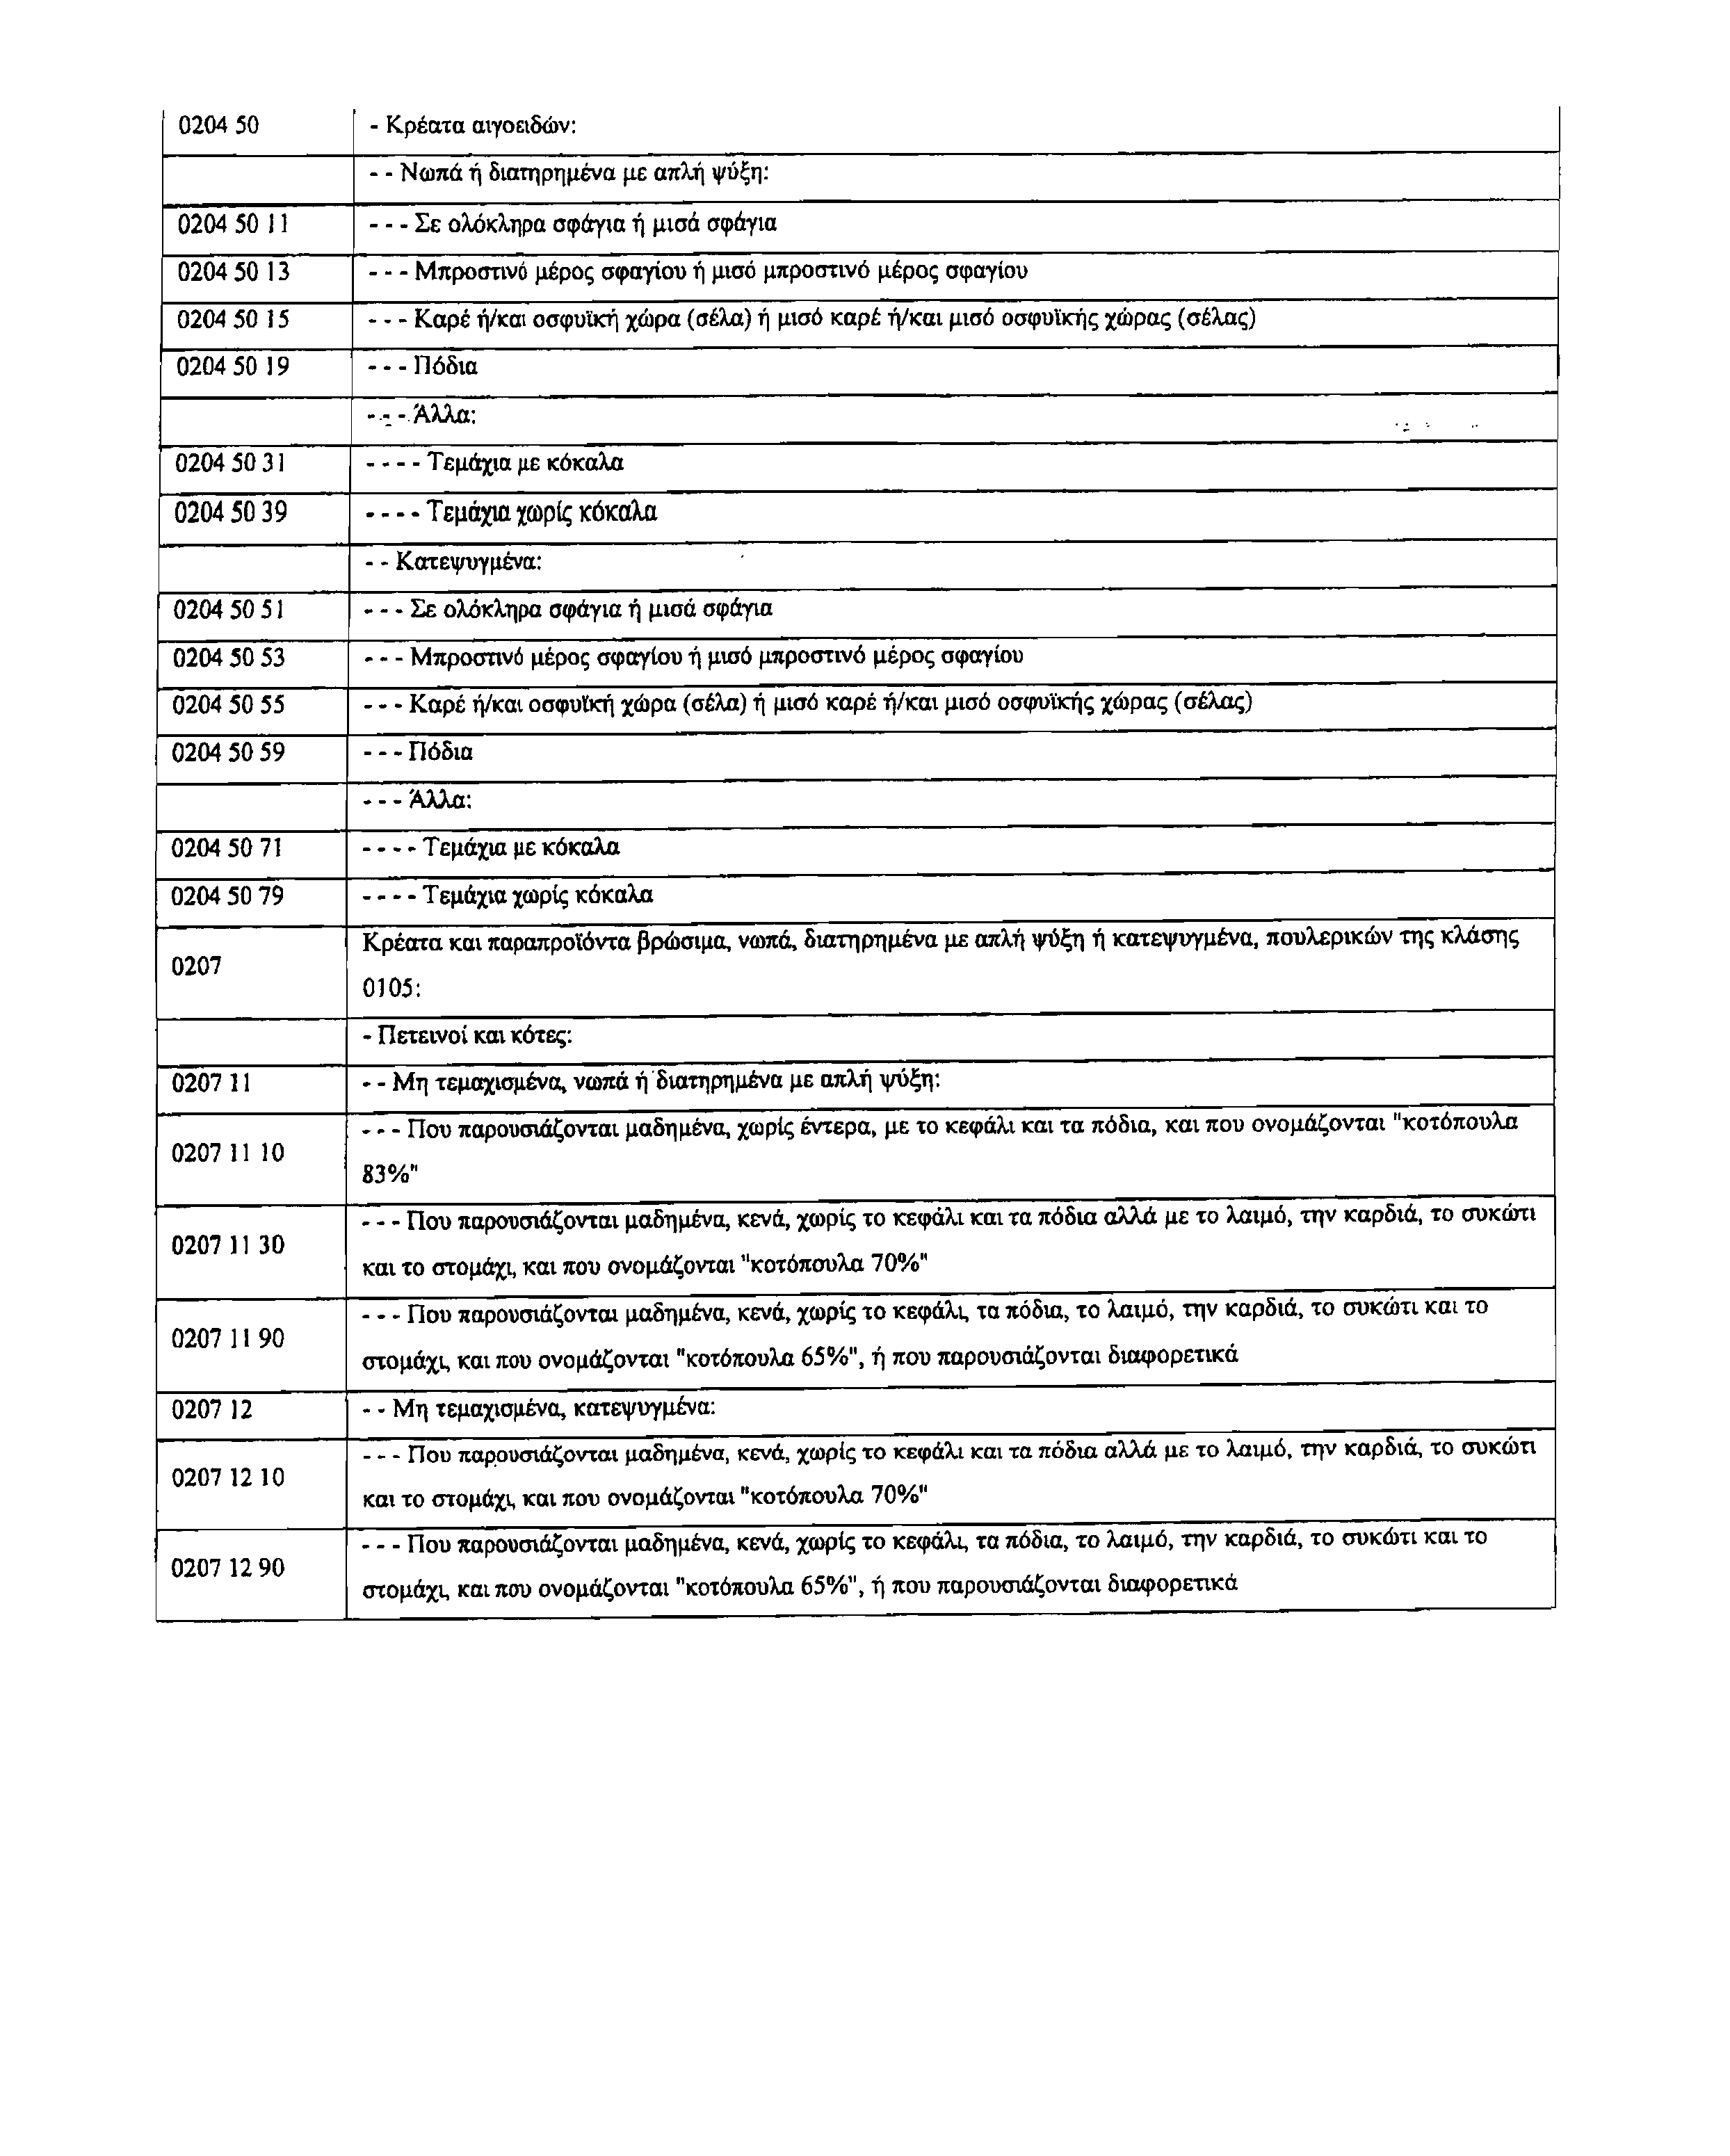 0204 50 - Κρέατα αιγοειδών:
- - Νωπά ή διατηρημένα με απλή ψύξη:
0204 50 11 - - - Σε ολόκληρα σφάγια ή μισά σφάγια
0204 50 13 - - - Μπροστινό μέρος σφαγίου ή μισό μπροστινό μέρος σφαγίου
0204 50 15 - - - Καρέ ή/και οσφυϊκή χώρα (σέλα) ή μισό καρέ ή/και μισό οσφυϊκής χώρας (σέλας)
0204 50 19 - - - Πόδια
- - - Άλλα:
0204 50 31 - - - - Τεμάχια με κόκαλα
0204 50 39 - - - - Τεμάχια χωρίς κόκαλα
- - Κατεψυγμένα:
0204 50 51 - - - Σε ολόκληρα σφάγια ή μισά σφάγια
0204 50 53 - - - Μπροστινό μέρος σφαγίου ή μισό μπροστινό μέρος σφαγίου
0204 50 55 - - - Καρέ ή/και οσφυϊκή χώρα (σέλα) ή μισό καρέ ή/και μισό οσφυϊκής χώρας (σέλας)
0204 50 59 - - - Πόδια
- - - Άλλα:
0204 50 71 - - - - Τεμάχια με κόκαλα
0204 50 79 - - - - Τεμάχια χωρίς κόκαλα
0207 Κρέατα και παραπροϊόντα βρώσιμα, νωπά, διατηρημένα με απλή ψύξη ή κατεψυγμένα, πουλερικών της κλάσης
0105:
- Πετεινοί και κότες:
0207 11 - - Μη τεμαχισμένα, νωπά ή διατηρημένα με απλή ψύξη:
0207 11 10 - - - Που παρουσιάζονται μαδημένα, χωρίς έντερα, με το κεφάλι και τα πόδια, και που ονομάζονται "κοτόπουλα
83%"
0207 11 30 - - - Που παρουσιάζονται μαδημένα, κενά, χωρίς το κεφάλι και τα πόδια αλλά με το λαιμό, την καρδιά, το συκώτι
και το στομάχι, και που ονομάζονται "κοτόπουλα 70%"
0207 11 90 - - - Που παρουσιάζονται μαδημένα, κενά, χωρίς το κεφάλι, τα πόδια, το λαιμό, την καρδιά, το συκώτι και το
στομάχι, και που ονομάζονται "κοτόπουλα 65%", ή που παρουσιάζονται διαφορετικά
0207 12 - - Μη τεμαχισμένα, κατεψυγμένα:
0207 12 10 - - - Που παρουσιάζονται μαδημένα, κενά, χωρίς το κεφάλι και τα πόδια αλλά με το λαιμό, την καρδιά, το συκώτι
και το στομάχι, και που ονομάζονται "κοτόπουλα 70%"
0207 12 90 - - - Που παρουσιάζονται μαδημένα, κενά, χωρίς το κεφάλι, τα πόδια, το λαιμό, την καρδιά, το συκώτι και το
στομάχι, και που ονομάζονται "κοτόπουλα 65%", ή που παρουσιάζονται διαφορετικά